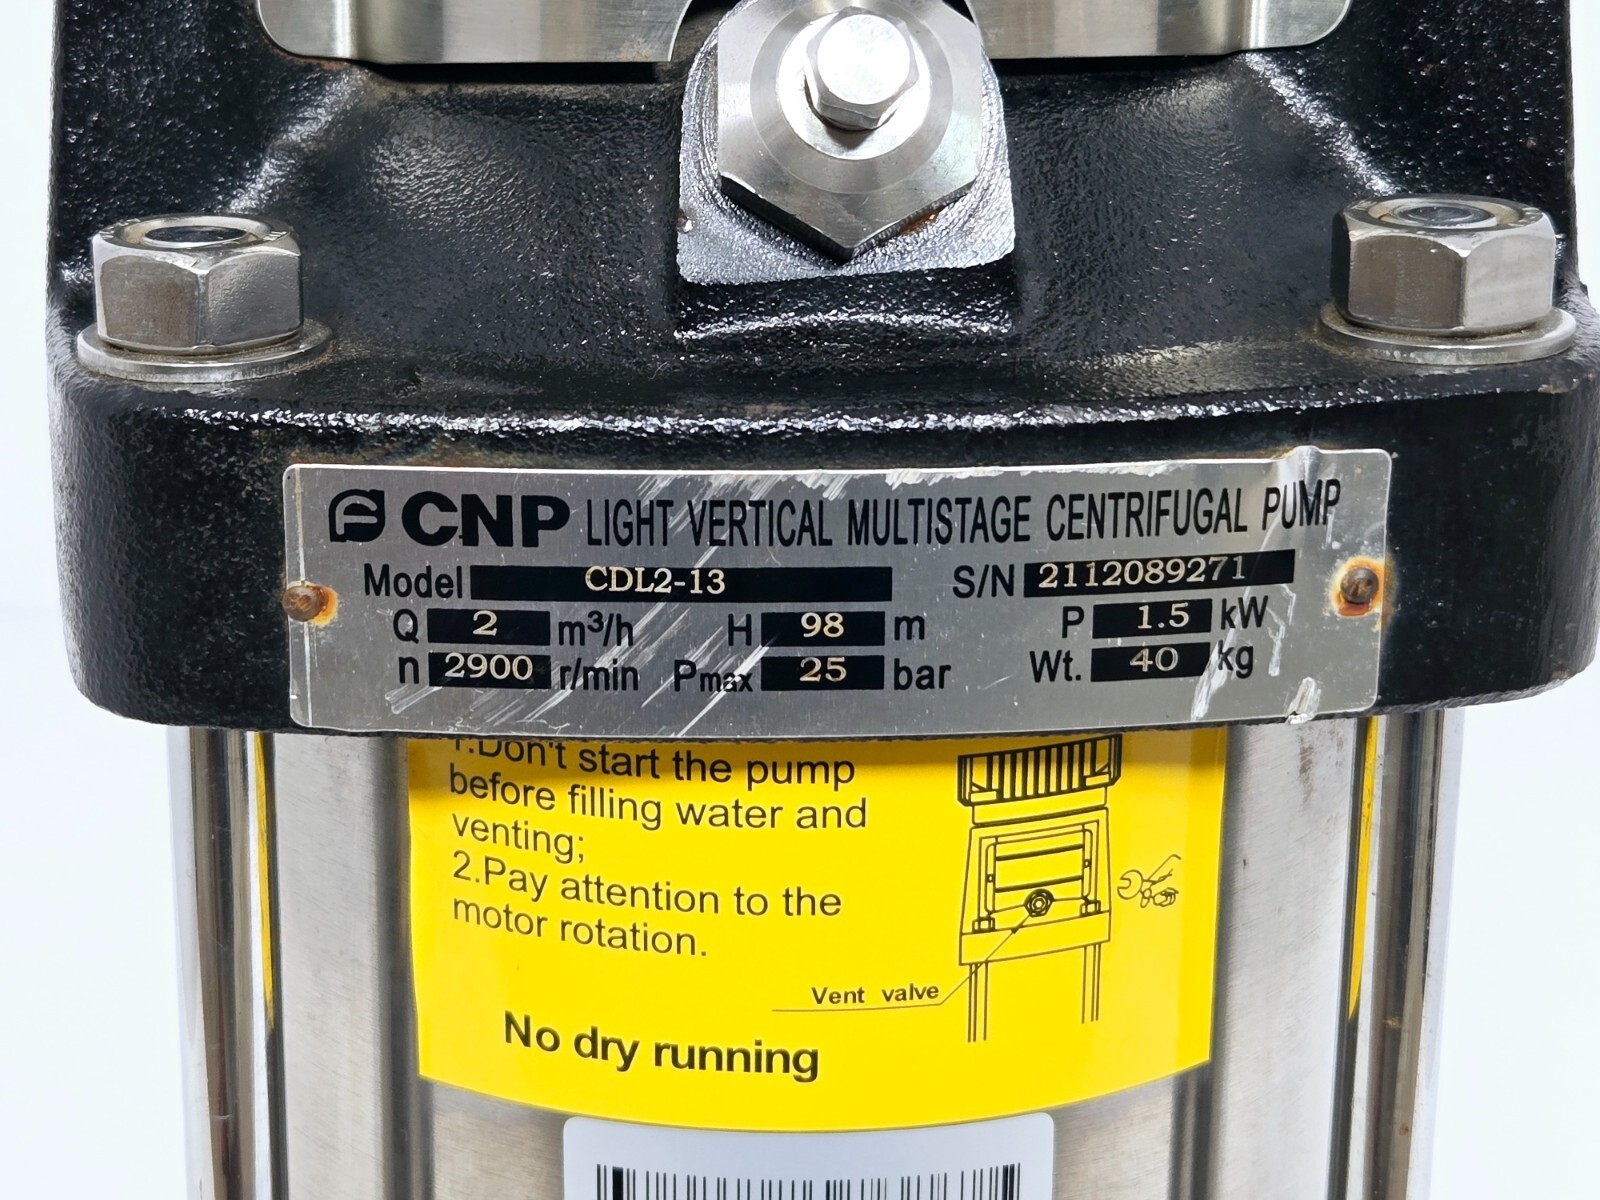 CNP LIGHT VERTICAL MULTISTAGE CENTRIFUGAL PUMP
Model CDL2-13 S/N 2112089271
Q 2 m³/h H 98 m P 1.5 kW
n 2900 r/min Pmax 25 bar Wt. 40 kg
1.Don't start the pump
before filling water and
venting;
2.Pay attention to the
motor rotation.
Vent valve
No dry running